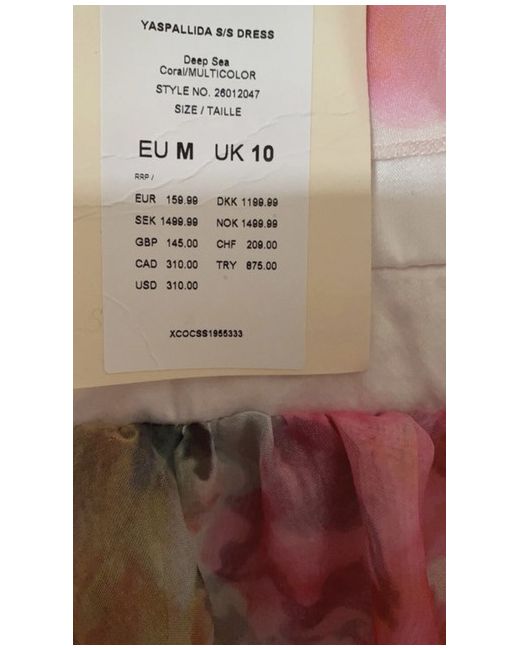 YASPALLIDA S/S DRESS
Deep Sea
Coral/MULTICOLOR
STYLE NO. 26012047
SIZE / TAILLE
EU M UK 10
RRP /
EUR 159.99 DKK 1199.99
SEK 1499.99 NOK 1499.99
GBP 145.00 CHF 209.00
CAD 310.00 TRY 875.00
USD 310.00
XCOCSS1955333